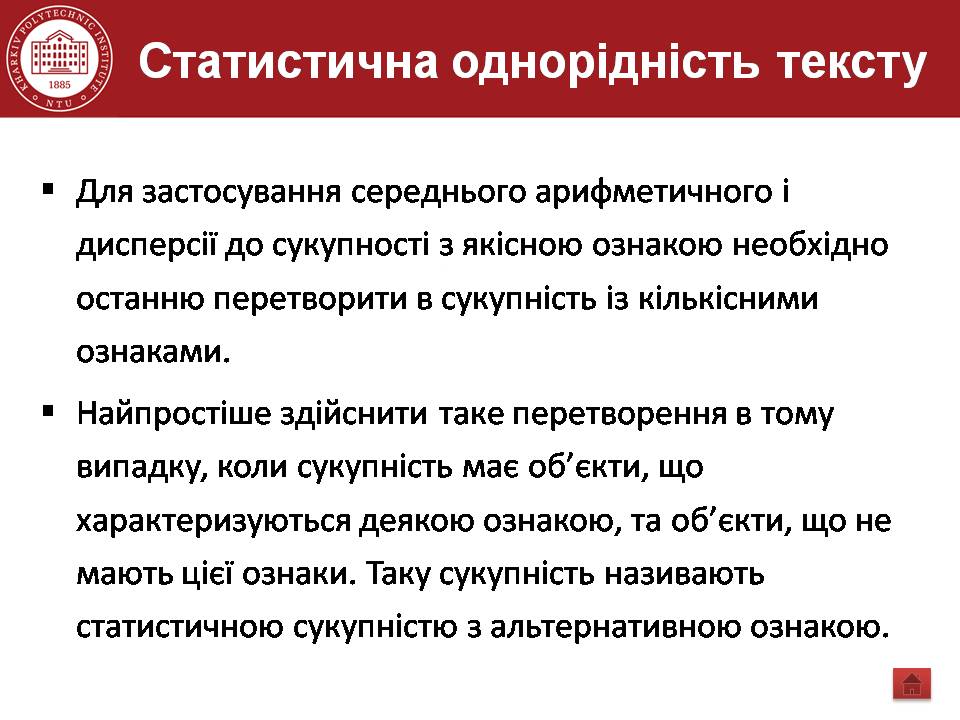 KHARKIV POLYTECHNIC INSTITUTE
1885
NTU
Статистична однорідність тексту
▪ Для застосування середнього арифметичного і
дисперсії до сукупності з якісною ознакою необхідно
останню перетворити в сукупність із кількісними
ознаками.
▪ Найпростіше здійснити таке перетворення в тому
випадку, коли сукупність має об’єкти, що
характеризуються деякою ознакою, та об’єкти, що не
мають цієї ознаки. Таку сукупність називають
статистичною сукупністю з альтернативною ознакою.